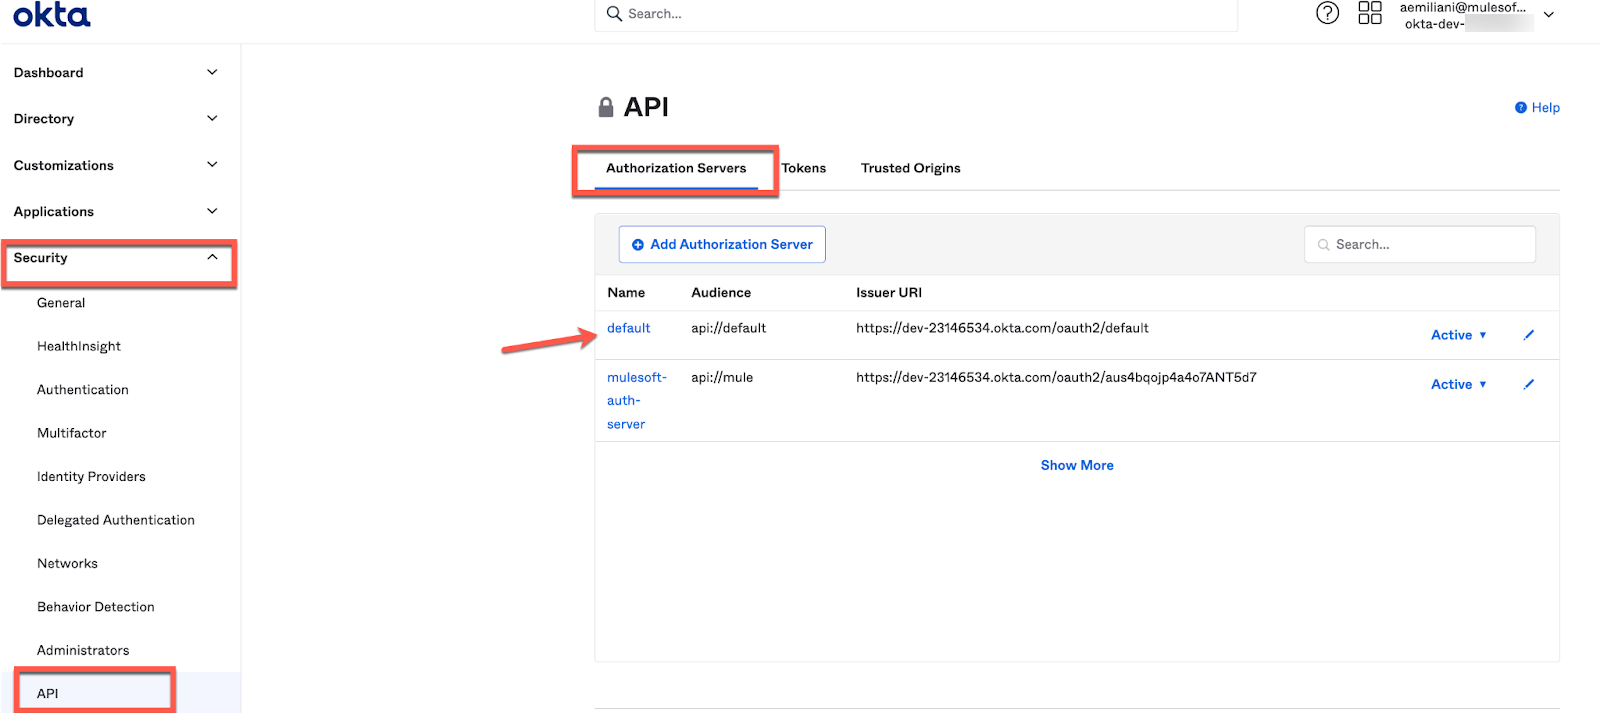 okta
Search...
aemiliani@mulesof...
okta-dev-
Dashboard
Directory
Customizations
Applications
Security
General
HealthInsight
Authentication
Multifactor
Identity Providers
Delegated Authentication
Networks
Behavior Detection
Administrators
API
API
Help
Authorization Servers
Tokens
Trusted Origins
Add Authorization Server
Search...
Name Audience Issuer URI
default api://default https://dev-23146534.okta.com/oauth2/default Active
mulesoft- api://mule https://dev-23146534.okta.com/oauth2/aus4bqojp4a4o7ANT5d7 Active
auth-
server
Show More